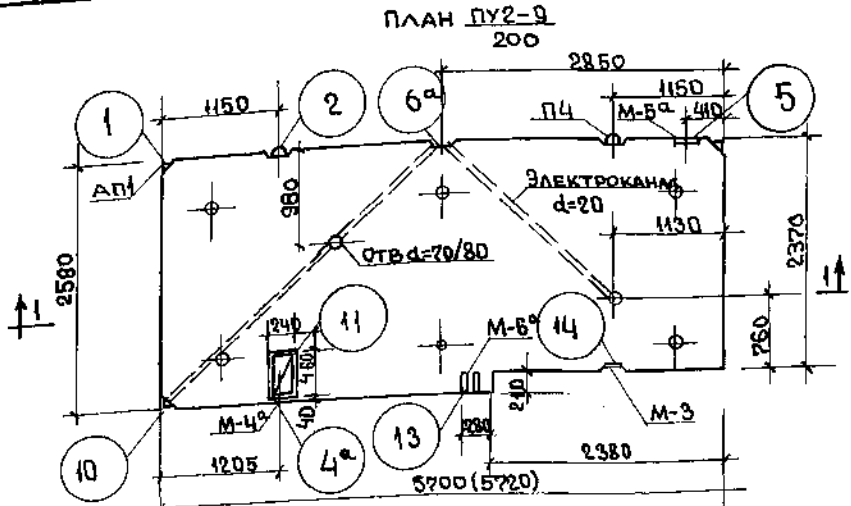 ПЛАН ПУ2-9
200
2850
1150
1150
410
1
2
6а
П4
М-5а
5
АП1
980
ЭЛЕКТРОКАНАЛ
d=20
ОТВ d=70/80
1130
2580
2370
1
1
240
11
460
М-6а
14
760
210
М-4а
40
13
280
М-3
10
1205
4а
2380
5700(5720)